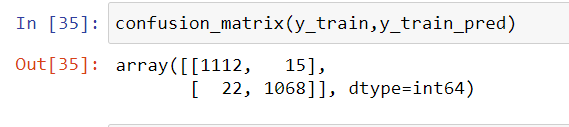 In [35]: confusion_matrix(y_train,y_train_pred)
Out[35]: array([[1112,   15],
       [  22, 1068]], dtype=int64)